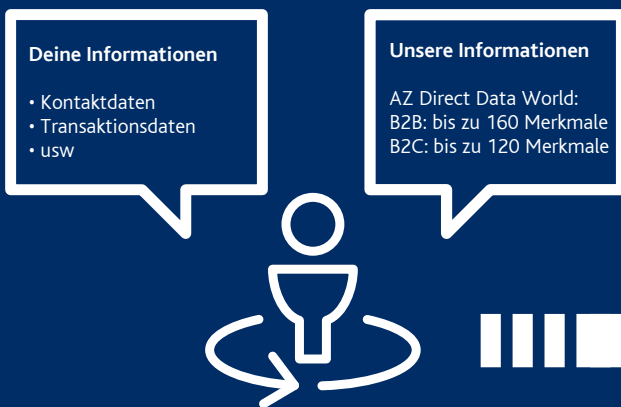 Deine Informationen
• Kontaktdaten
• Transaktionsdaten
• usw
Unsere Informationen
AZ Direct Data World:
B2B: bis zu 160 Merkmale
B2C: bis zu 120 Merkmale